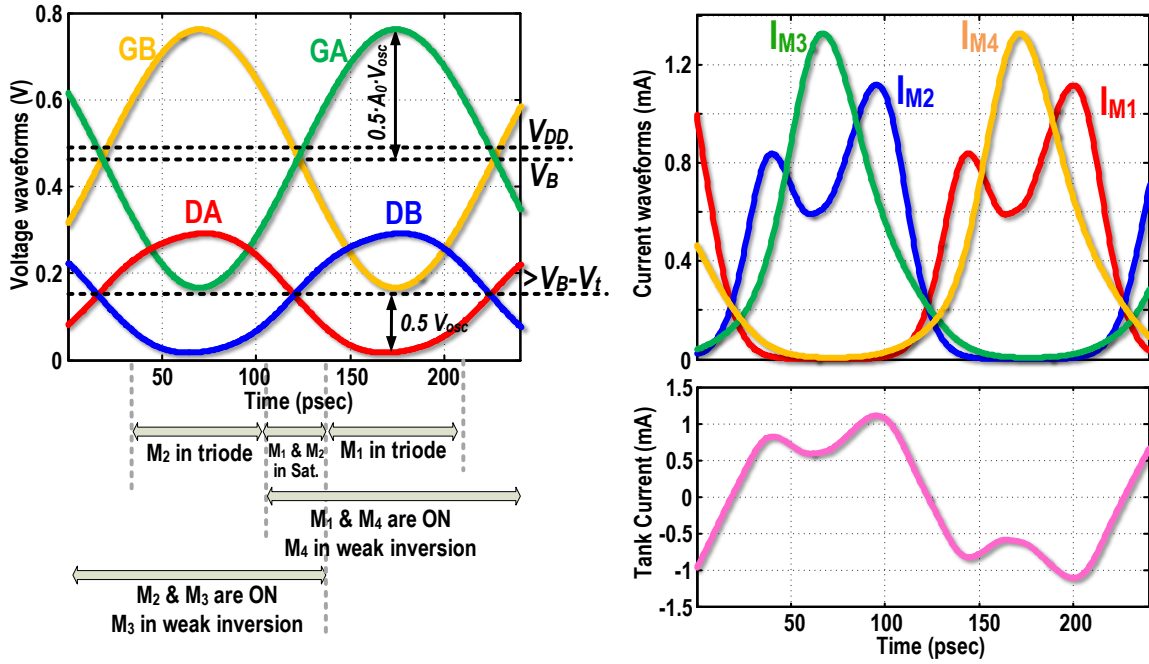 GB
GA
0.5·A₀·Vosc
VDD
VB
DA
DB
>VB-Vt
0.5 Vosc
Voltage waveforms (V)
0.8
0.6
0.4
0.2
0
50
100
150
200
Time (psec)
M₂ in triode
M₁ & M₂
in Sat.
M₁ in triode
M₁ & M₄ are ON
M₄ in weak inversion
M₂ & M₃ are ON
M₃ in weak inversion
IM3
IM4
IM2
IM1
Current waveforms (mA)
1.2
0.8
0.4
0
Tank Current (mA)
1.5
1
0.5
0
-0.5
-1
-1.5
50
100
150
200
Time (psec)